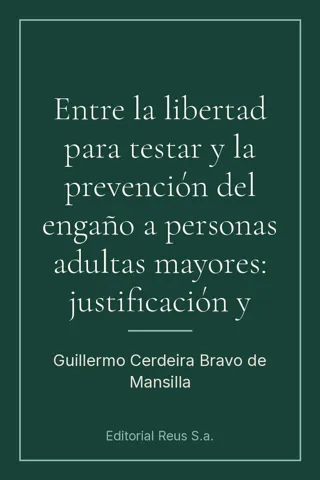 Entre la libertad
para testar y la
prevención del
engaño a personas
adultas mayores:
justificación y
Guillermo Cerdeira Bravo de
Mansilla
Editorial Reus S.a.